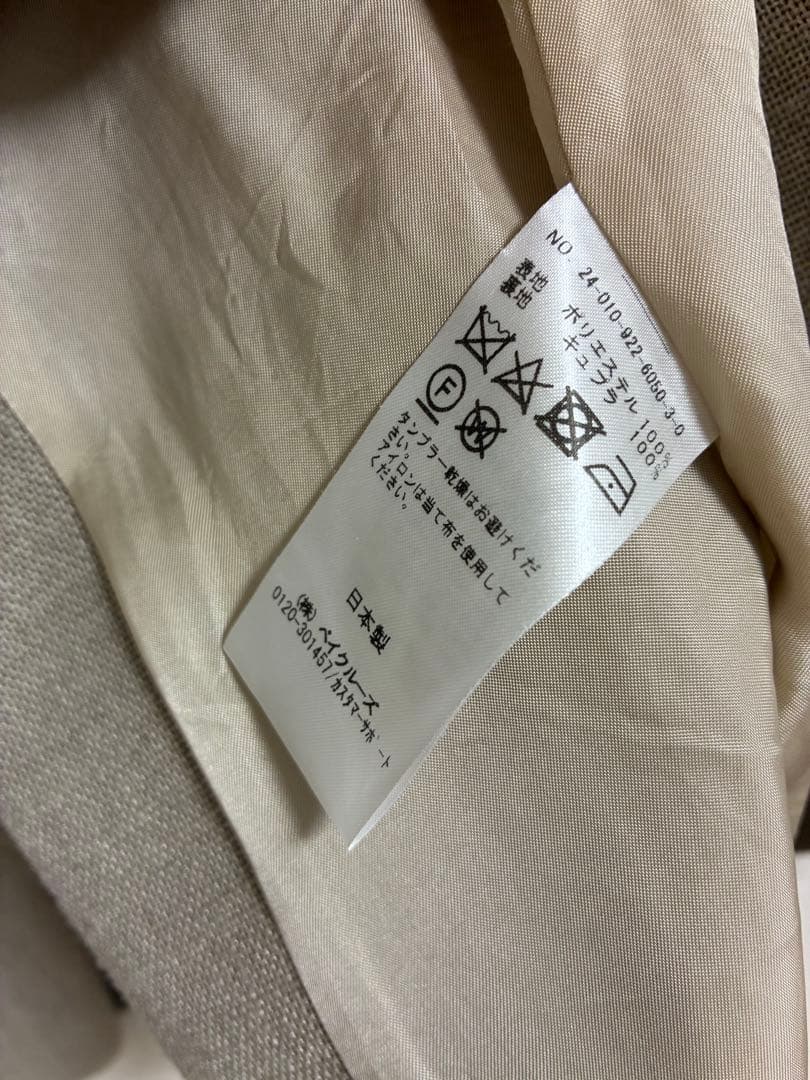 NO. 24-010-922-6050-3-0
表地 ポリエステル 100%
裏地 キュプラ 100%
F
W
タンブラー乾燥はお避けくだ
さい。
アイロンは当て布を使用して
ください。
日本製
(株)ベイクルーズ
0120-301457/カスタマーサポート